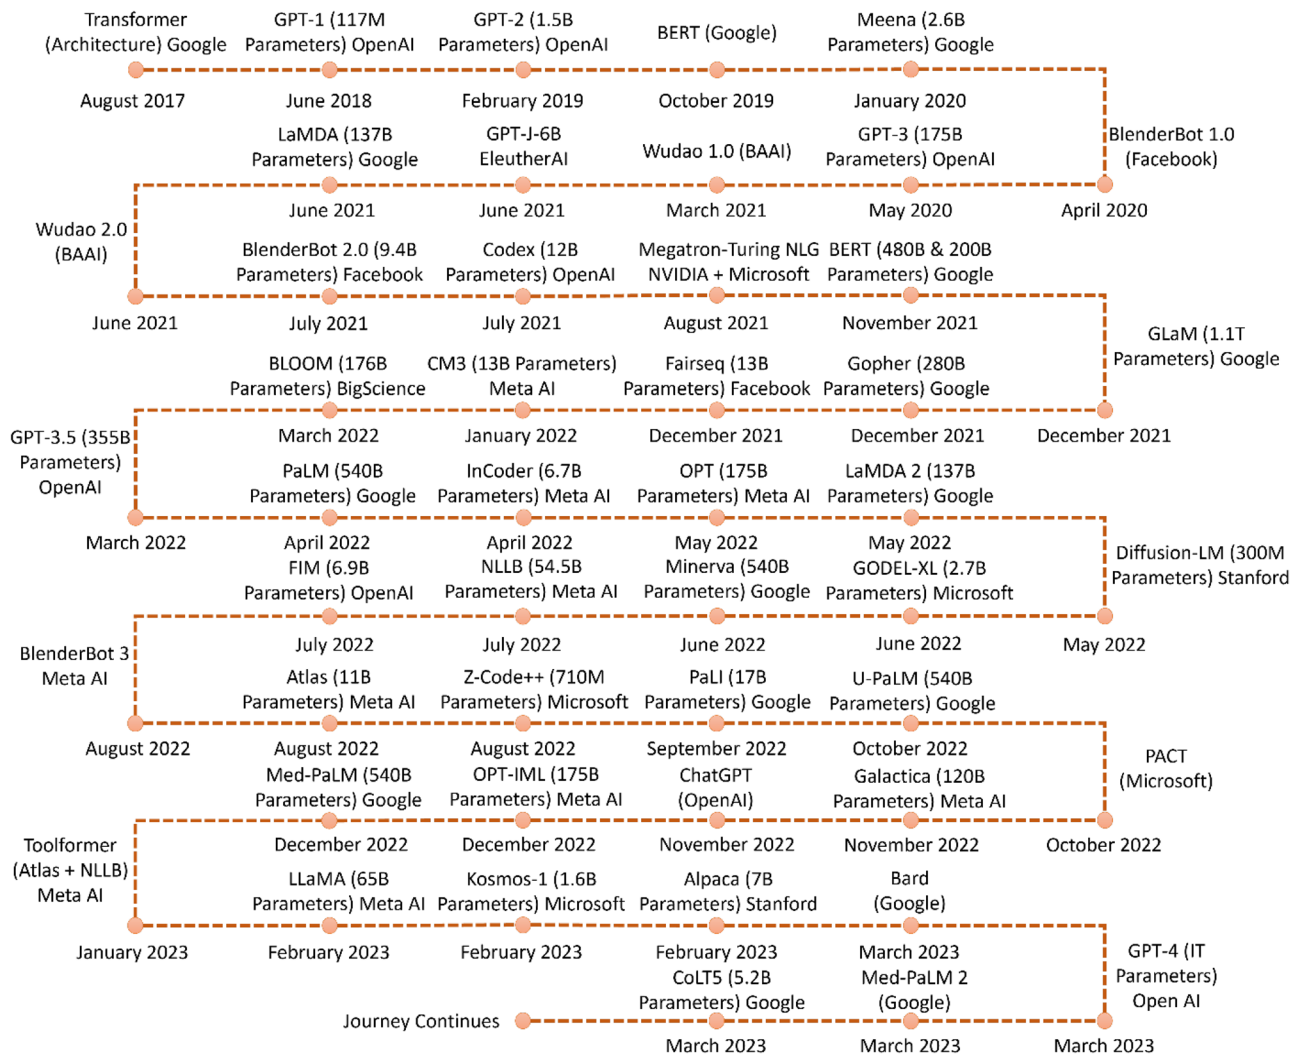 Transformer
(Architecture) Google
August 2017
GPT-1 (117M
Parameters) OpenAI
June 2018
GPT-2 (1.5B
Parameters) OpenAI
February 2019
BERT (Google)
October 2019
Meena (2.6B
Parameters) Google
January 2020
BlenderBot 1.0
(Facebook)
April 2020
GPT-3 (175B
Parameters) OpenAI
May 2020
Wudao 1.0 (BAAI)
March 2021
GPT-J-6B
EleutherAI
June 2021
LaMDA (137B
Parameters) Google
June 2021
Wudao 2.0
(BAAI)
June 2021
BlenderBot 2.0 (9.4B
Parameters) Facebook
July 2021
Codex (12B
Parameters) OpenAI
July 2021
Megatron-Turing NLG
NVIDIA + Microsoft
August 2021
BERT (480B & 200B
Parameters) Google
November 2021
GLaM (1.1T
Parameters) Google
December 2021
Gopher (280B
Parameters) Google
December 2021
Fairseq (13B
Parameters) Facebook
December 2021
CM3 (13B Parameters)
Meta AI
January 2022
BLOOM (176B
Parameters) BigScience
March 2022
GPT-3.5 (355B
Parameters)
OpenAI
March 2022
PaLM (540B
Parameters) Google
April 2022
InCoder (6.7B
Parameters) Meta AI
April 2022
OPT (175B
Parameters) Meta AI
May 2022
LaMDA 2 (137B
Parameters) Google
May 2022
Diffusion-LM (300M
Parameters) Stanford
May 2022
GODEL-XL (2.7B
Parameters) Microsoft
June 2022
Minerva (540B
Parameters) Google
June 2022
NLLB (54.5B
Parameters) Meta AI
July 2022
FIM (6.9B
Parameters) OpenAI
July 2022
BlenderBot 3
Meta AI
August 2022
Atlas (11B
Parameters) Meta AI
August 2022
Z-Code++ (710M
Parameters) Microsoft
August 2022
PaLI (17B
Parameters) Google
September 2022
U-PaLM (540B
Parameters) Google
October 2022
PACT
(Microsoft)
October 2022
Galactica (120B
Parameters) Meta AI
November 2022
ChatGPT
(OpenAI)
November 2022
OPT-IML (175B
Parameters) Meta AI
December 2022
Med-PaLM (540B
Parameters) Google
December 2022
Toolformer
(Atlas + NLLB)
Meta AI
January 2023
LLaMA (65B
Parameters) Meta AI
February 2023
Kosmos-1 (1.6B
Parameters) Microsoft
February 2023
Alpaca (7B
Parameters) Stanford
February 2023
Bard
(Google)
March 2023
GPT-4 (IT
Parameters)
Open AI
March 2023
Med-PaLM 2
(Google)
March 2023
CoLT5 (5.2B
Parameters) Google
March 2023
Journey Continues